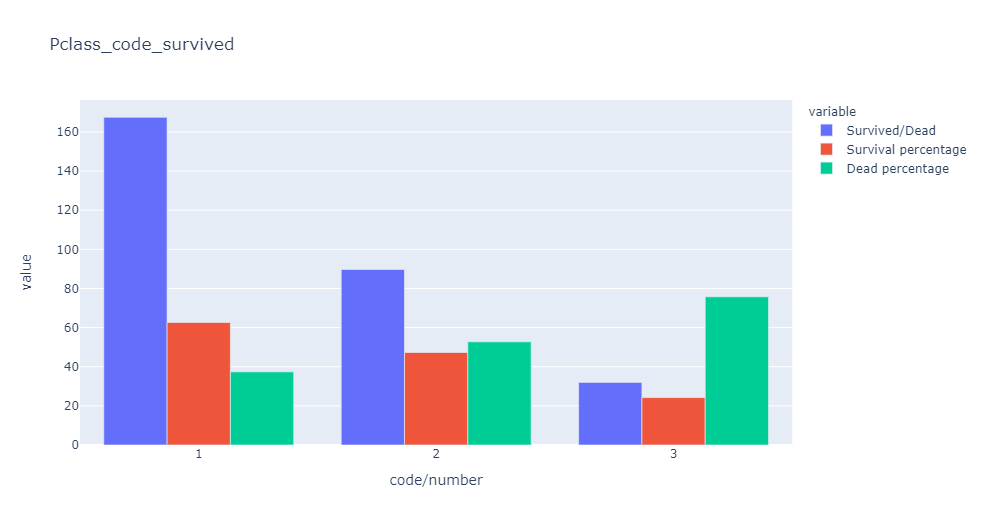 Pclass_code_survived
variable
Survived/Dead
Survival percentage
Dead percentage
value
160
140
120
100
80
60
40
20
0
1
2
3
code/number